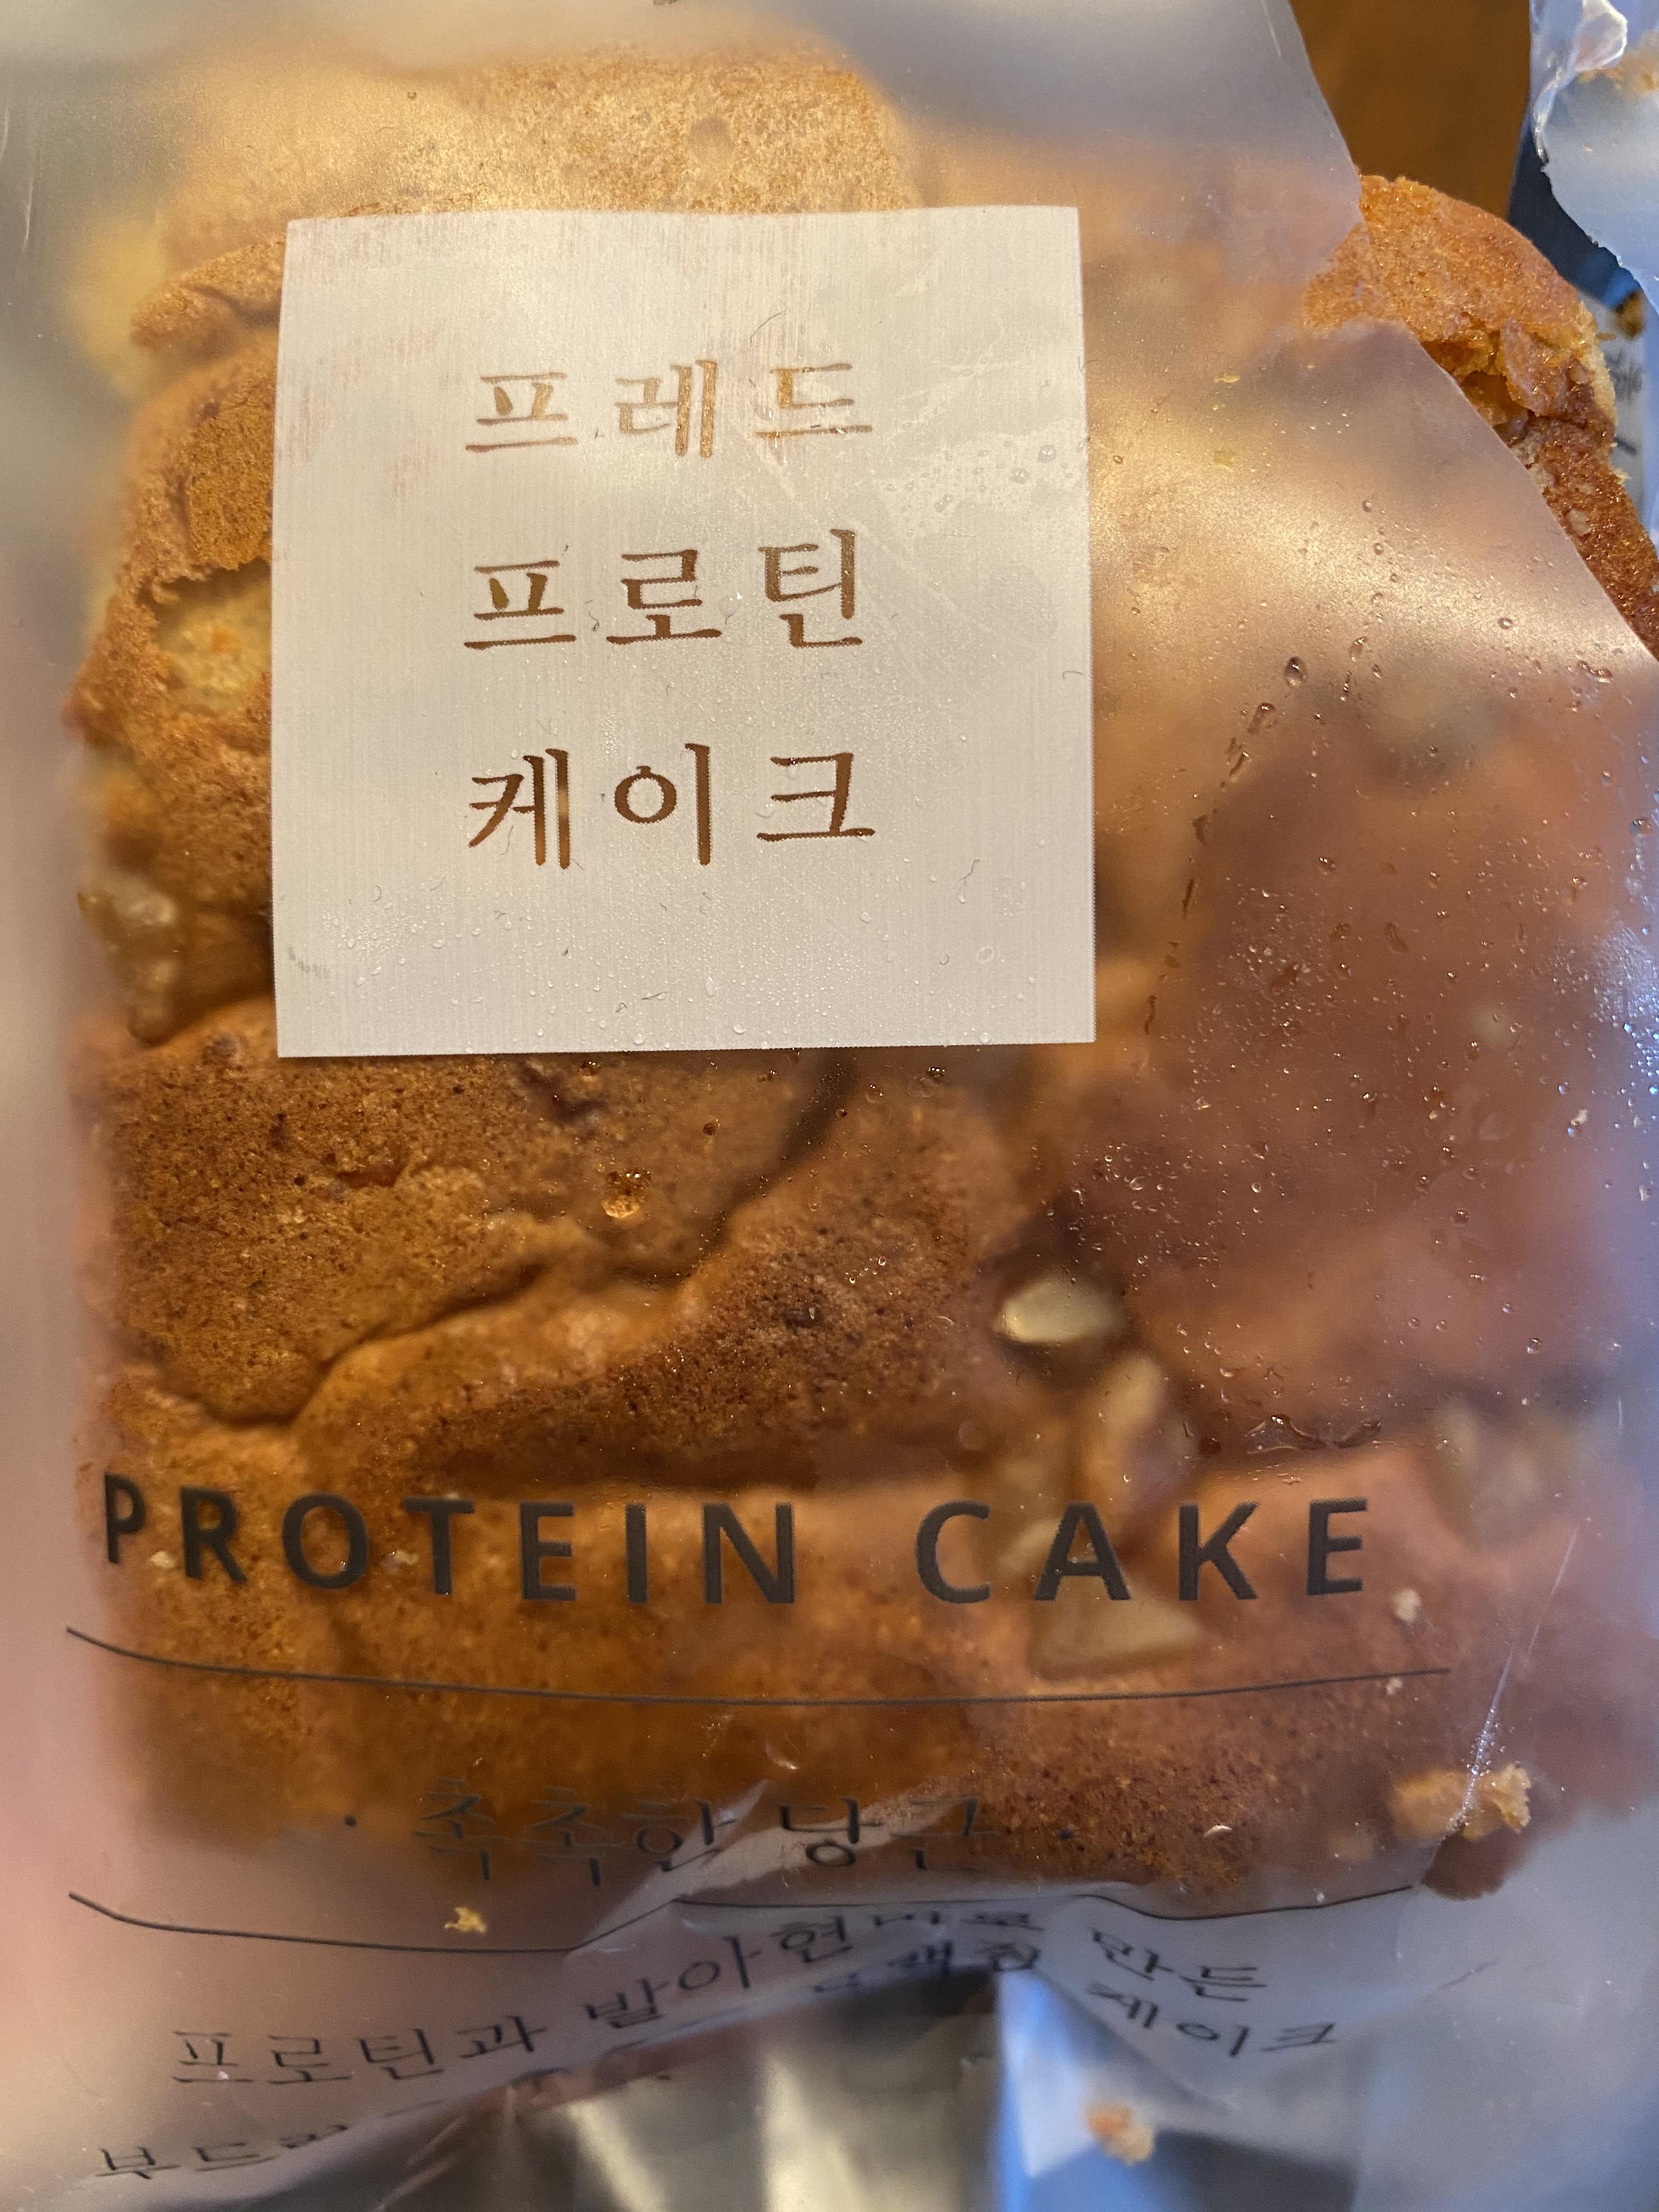 프레드
프로틴
케이크
PROTEIN CAKE
· 촉촉한 당근 ·
프로틴과 발아현미로 만든
케이크